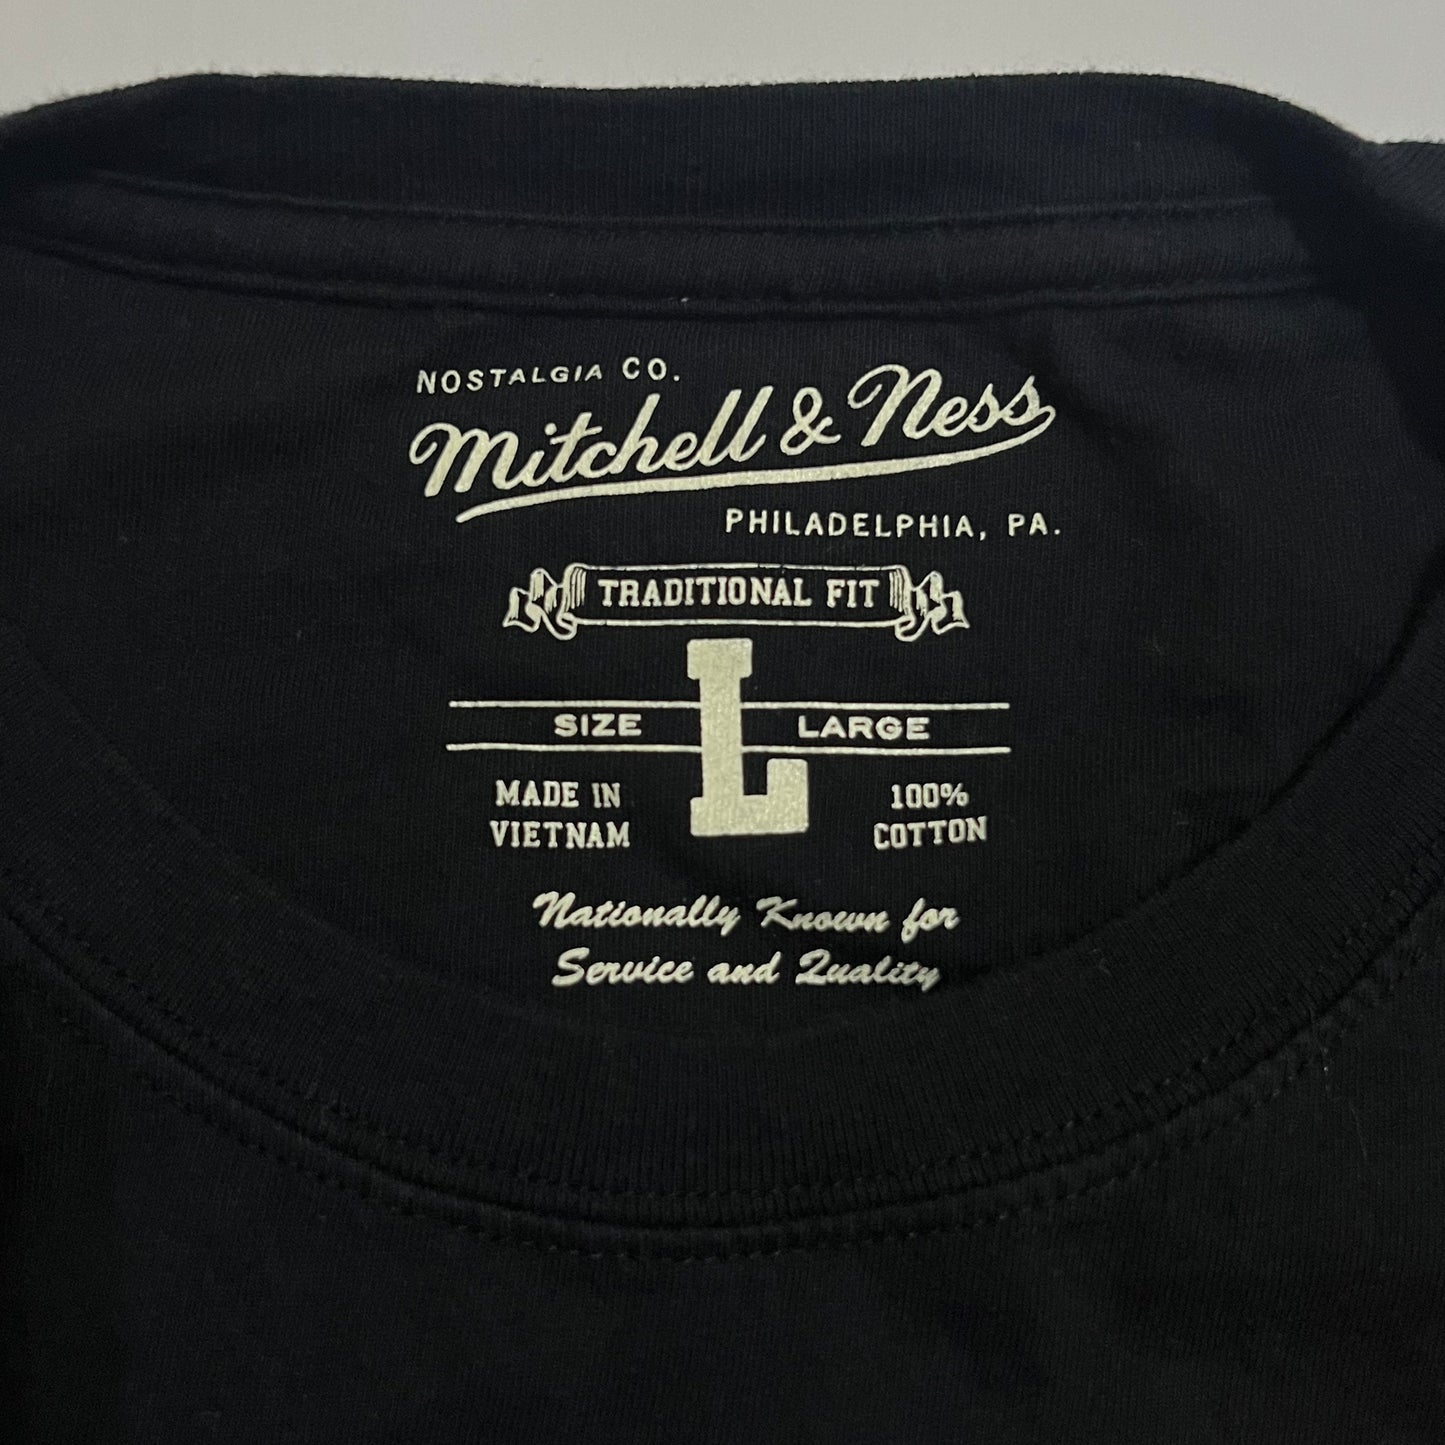 NOSTALGIA CO.
Mitchell & Ness
PHILADELPHIA, PA.
TRADITIONAL FIT
L
SIZE LARGE
MADE IN
VIETNAM
100%
COTTON
Nationally Known for
Service and Quality